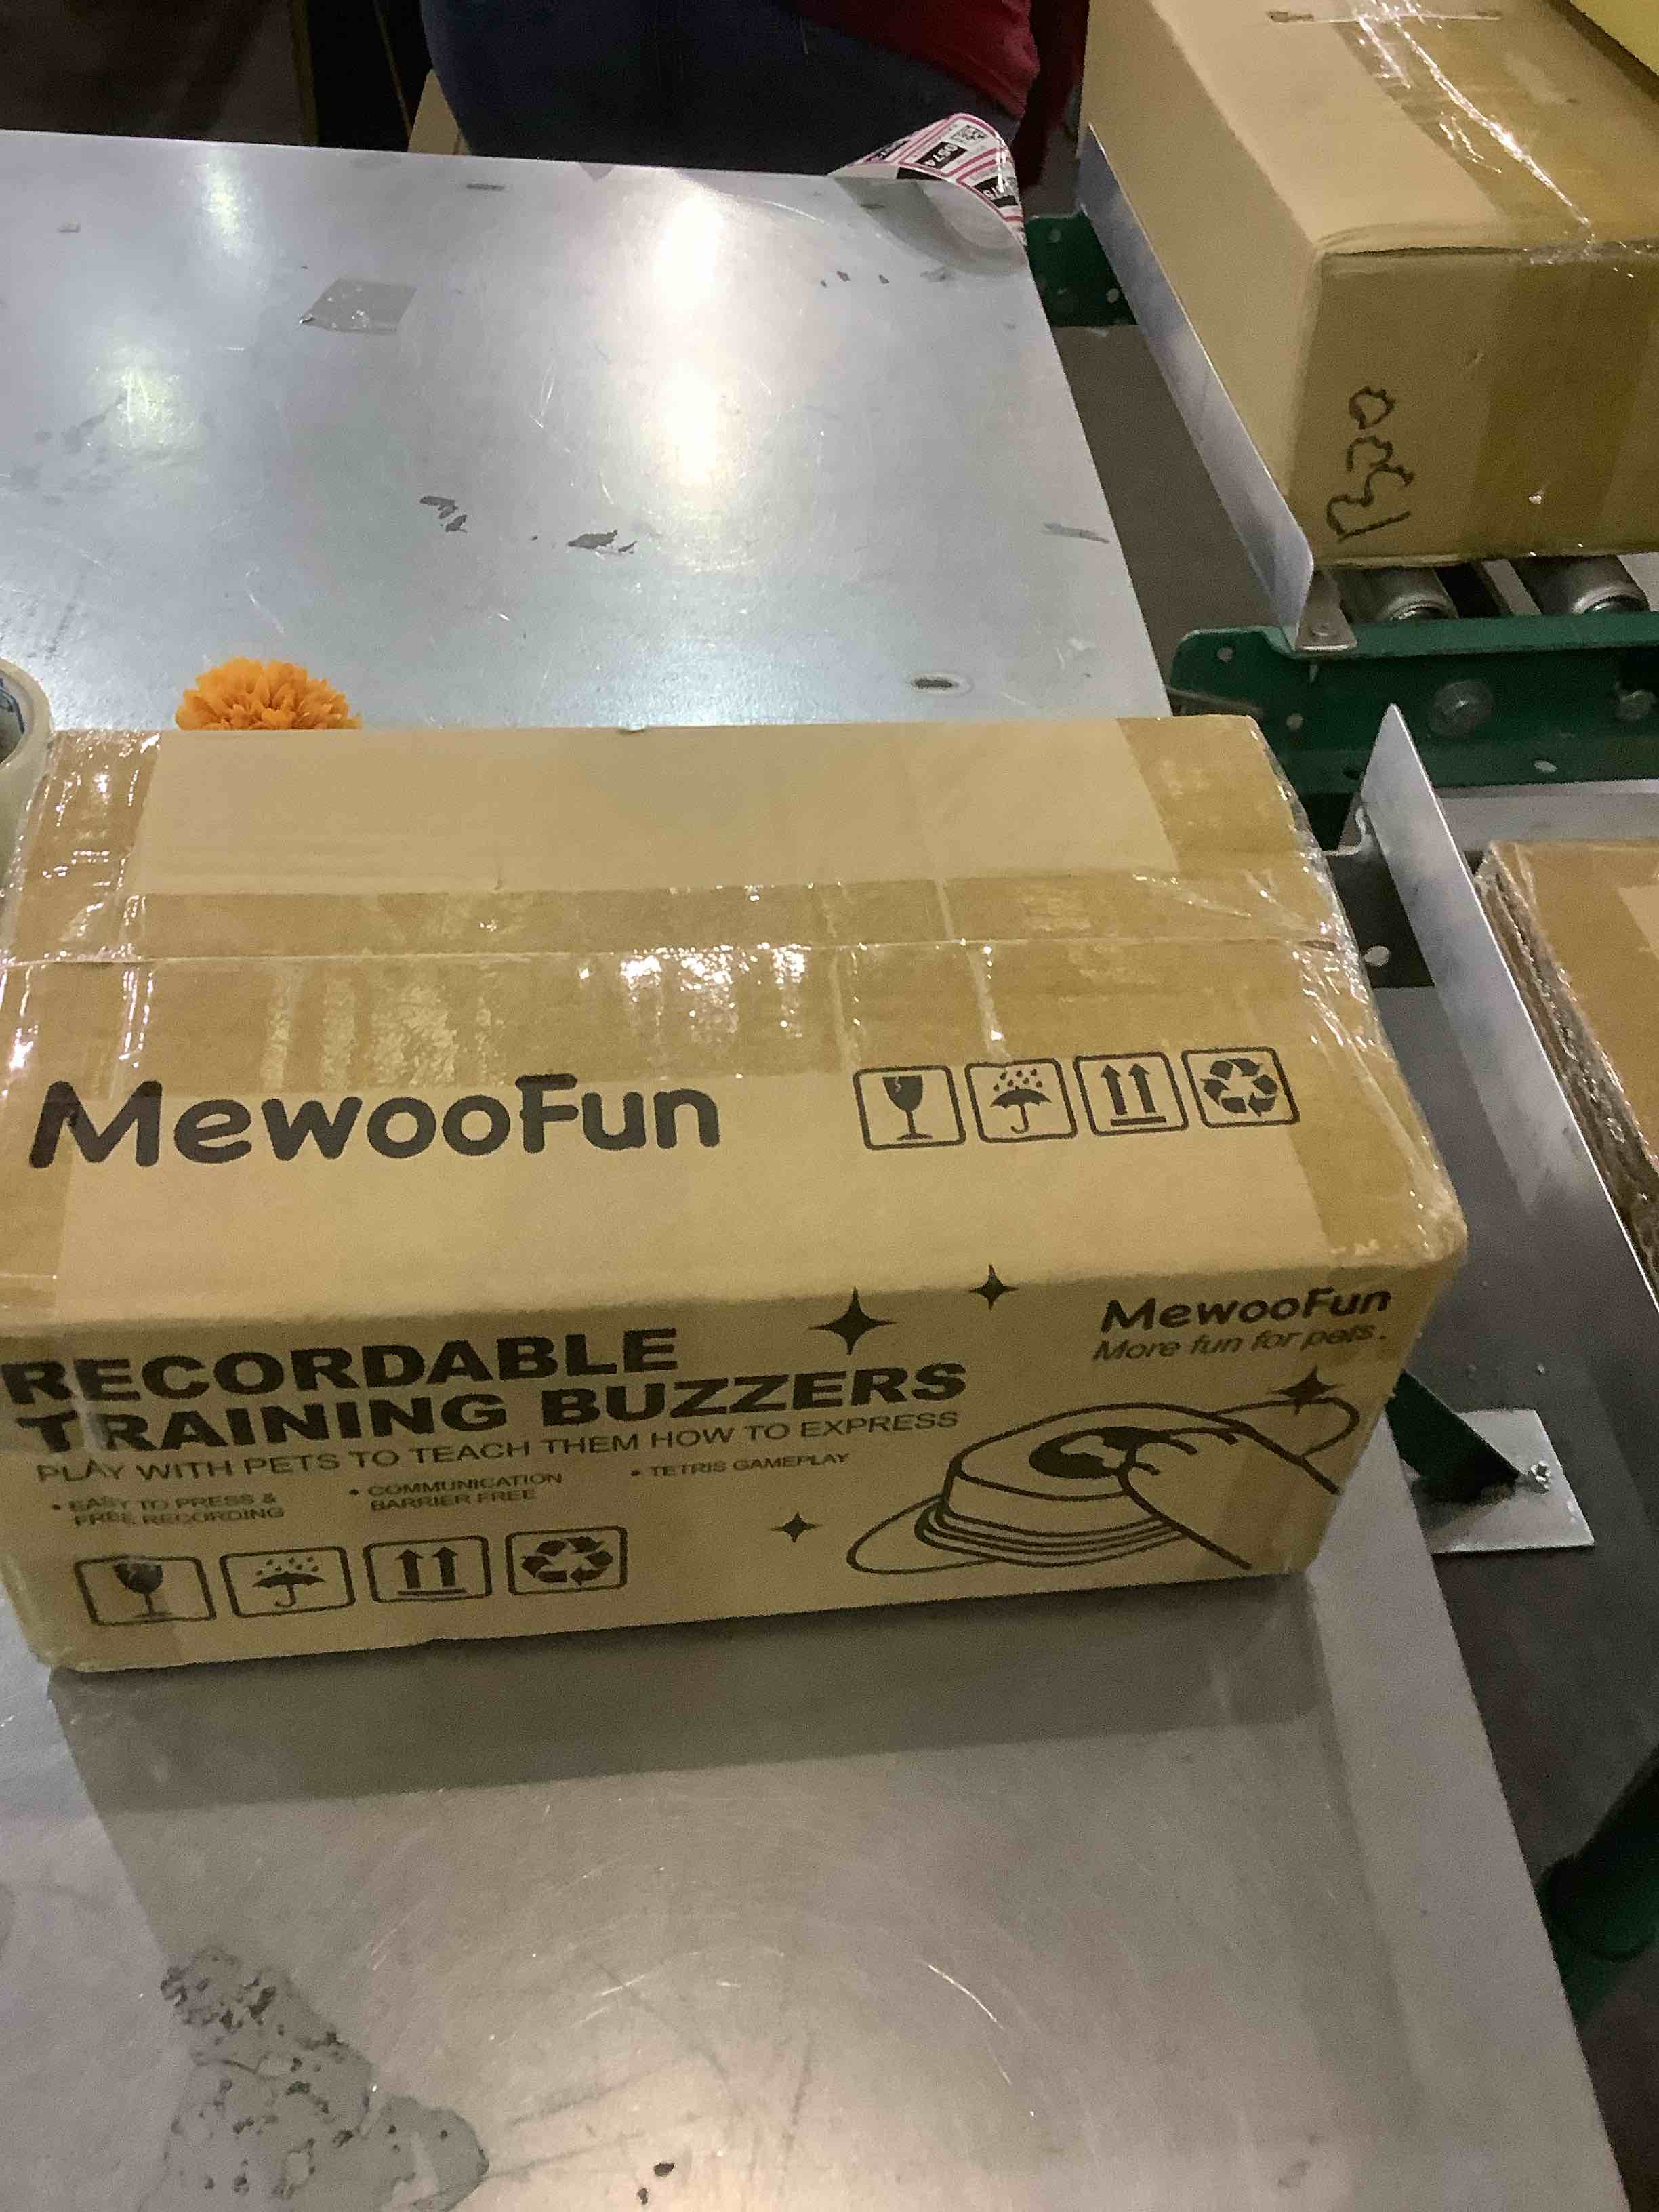 MewooFun
RECORDABLE
TRAINING BUZZERS
PLAY WITH PETS TO TEACH THEM HOW TO EXPRESS
• EASY TO PRESS &
FREE RECORDING
• COMMUNICATION
BARRIER FREE
• TETRIS GAMEPLAY
MewooFun
More fun for pets.